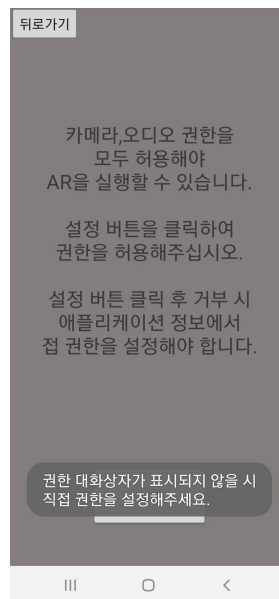 뒤로가기
카메라,오디오 권한을
모두 허용해야
AR을 실행할 수 있습니다.
설정 버튼을 클릭하여
권한을 허용해주십시오.
설정 버튼 클릭 후 거부 시
애플리케이션 정보에서
접 권한을 설정해야 합니다.
권한 대화상자가 표시되지 않을 시
직접 권한을 설정해주세요.